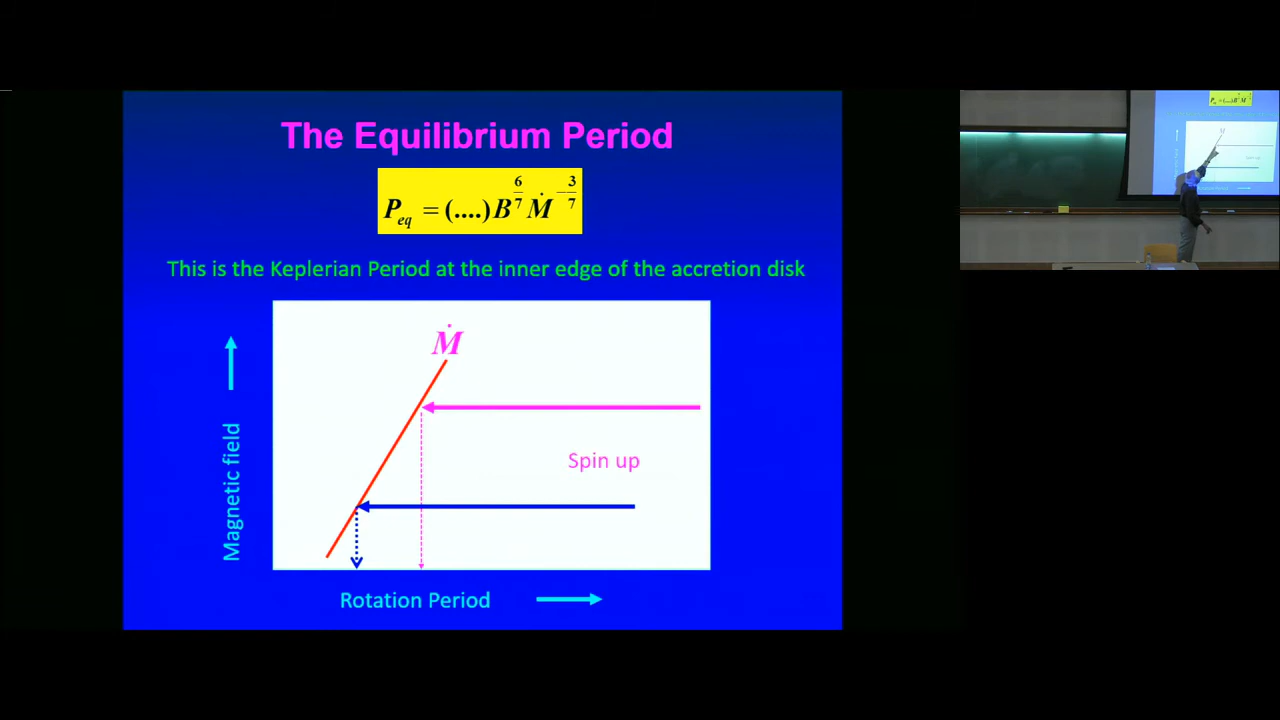 The Equilibrium Period
P_eq = (....) B^{6/7} Ṁ^{-3/7}
This is the Keplerian Period at the inner edge of the accretion disk
Ṁ
Spin up
Magnetic field
Rotation Period